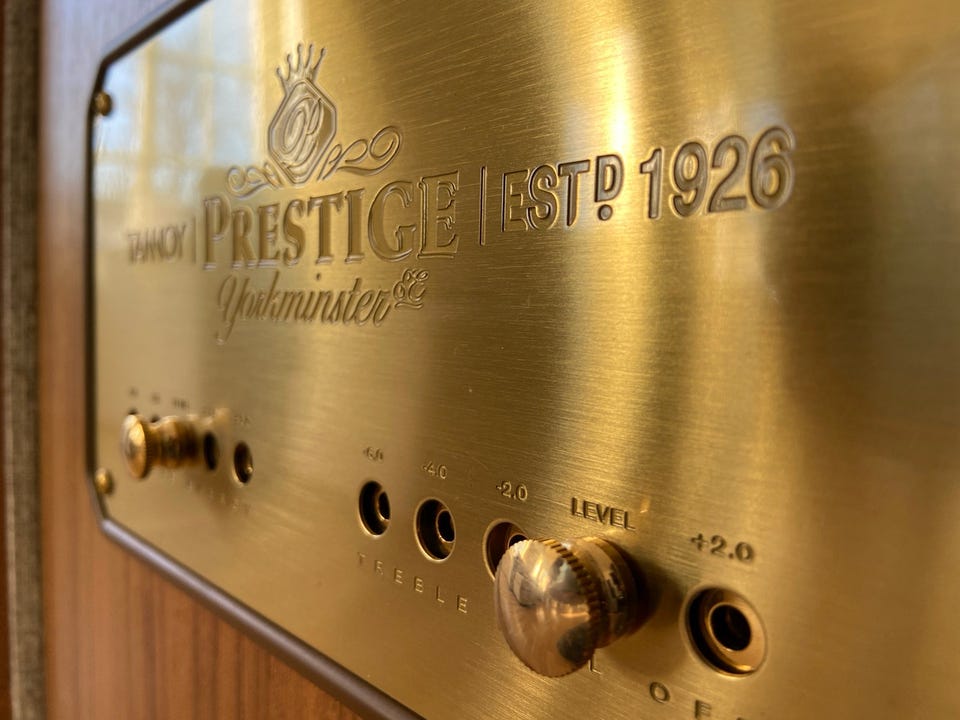 TANNOY | PRESTIGE | ESTD 1926
Yorkminster SE
-6.0 -4.0 -2.0 LEVEL +2.0
TREBLE